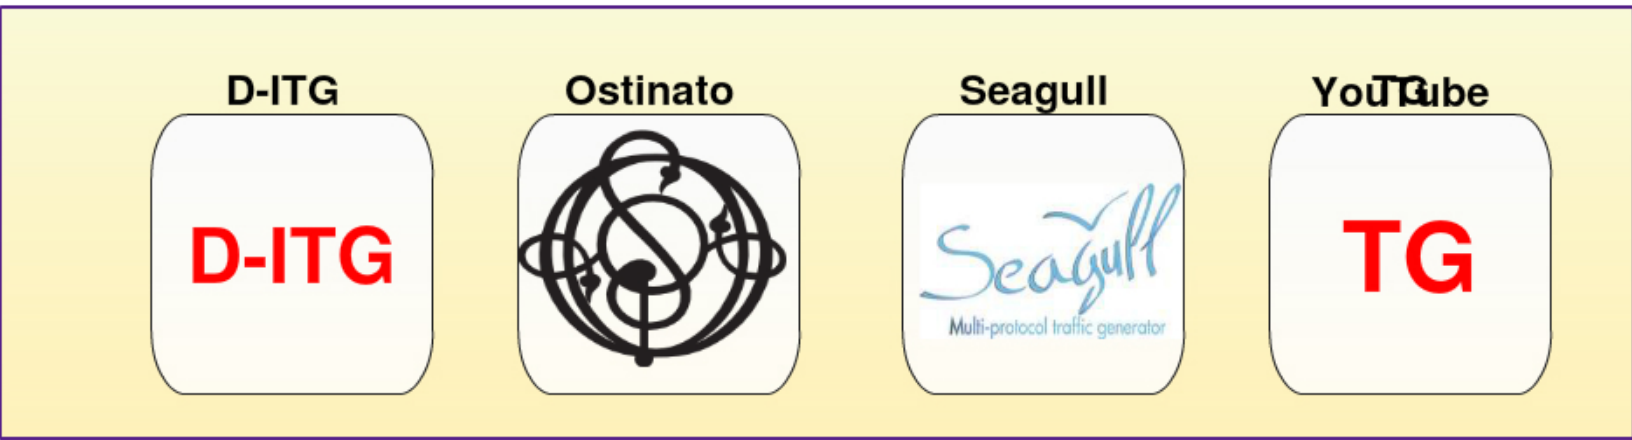 D-ITG
Ostinato
Seagull
YouTube
TG
D-ITG
Seagull
Multi-protocol traffic generator
TG